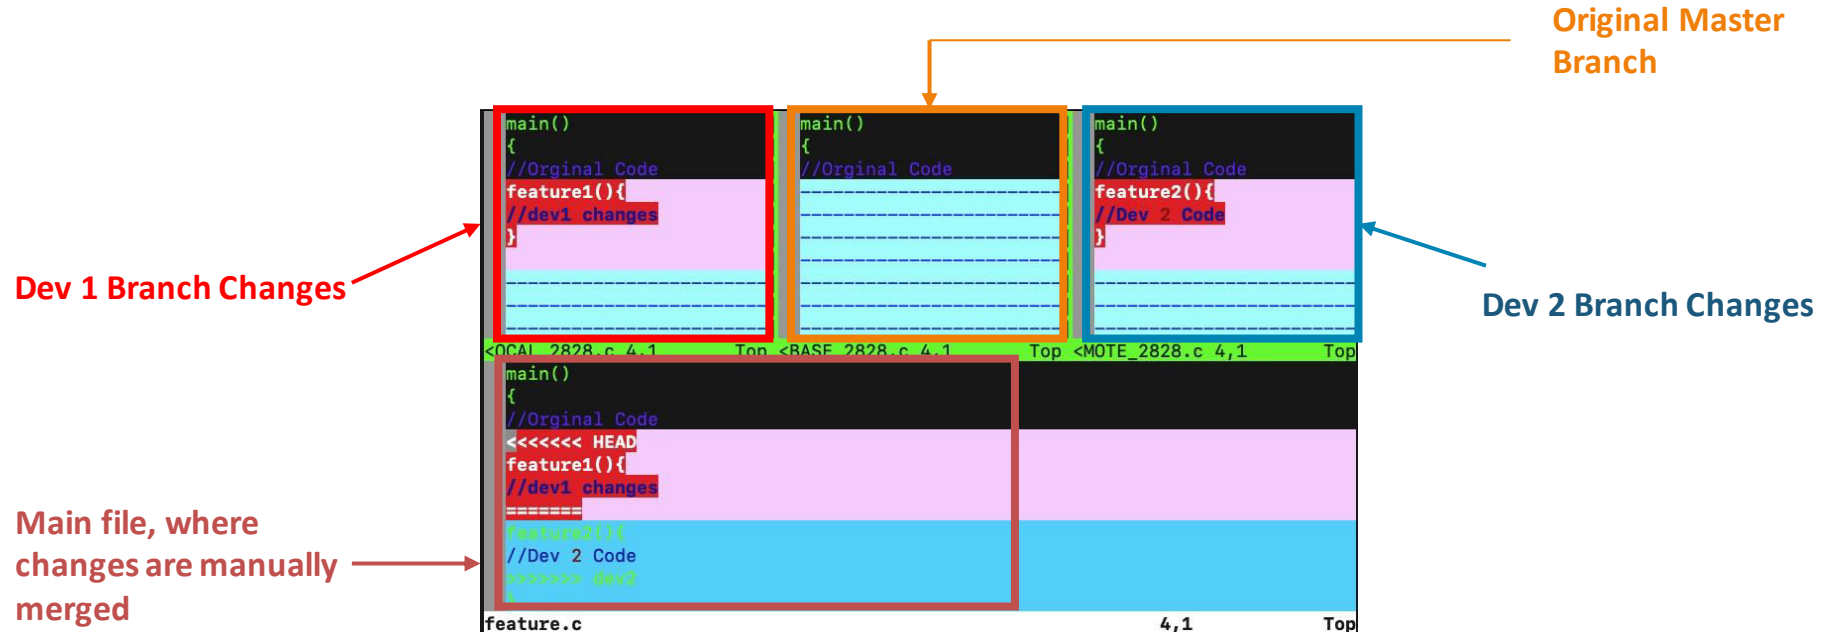 Original Master
Branch
main()
{
//Orginal Code
feature1(){
//dev1 changes
}
<OCAL_2828.c 4,1 Top
main()
{
//Orginal Code
<BASE_2828.c 4,1 Top
main()
{
//Orginal Code
feature2(){
//Dev 2 Code
}
<MOTE_2828.c 4,1 Top
Dev 1 Branch Changes
Dev 2 Branch Changes
main()
{
//Orginal Code
<<<<<<< HEAD
feature1(){
//dev1 changes
=======
feature2(){
//Dev 2 Code
>>>>>>> dev2
}
feature.c 4,1 Top
Main file, where
changes are manually
merged